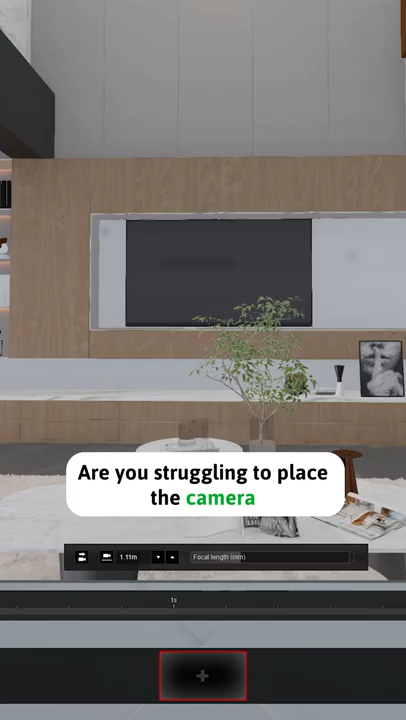 Are you struggling to place
the camera
1.11m
Focal length (mm)
1s